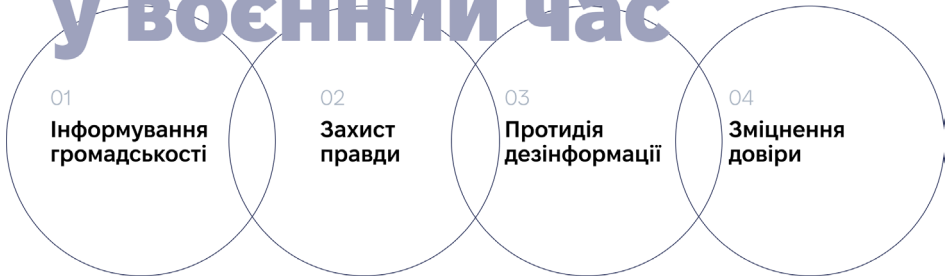 у воєнний час
01
Інформування
громадськості
02
Захист
правди
03
Протидія
дезінформації
04
Зміцнення
довіри